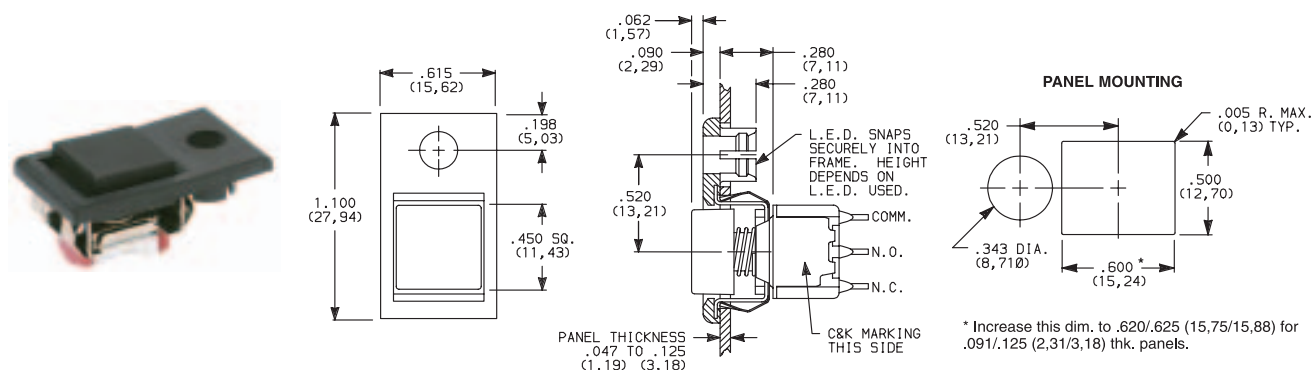 .615
(15,62)
.198
(5,03)
1.100
(27,94)
.450 SQ.
(11,43)
.062
(1,57)
.090
(2,29)
.280
(7,11)
.280
(7,11)
L.E.D. SNAPS
SECURELY INTO
FRAME. HEIGHT
DEPENDS ON
L.E.D. USED.
.520
(13,21)
COMM.
N.O.
N.C.
PANEL THICKNESS
.047 TO .125
(1.19) (3.18)
C&K MARKING
THIS SIDE
PANEL MOUNTING
.520
(13,21)
.005 R. MAX.
(0,13) TYP.
.500
(12,70)
.343 DIA.
(8,71Ø)
.600 *
(15,24)
* Increase this dim. to .620/.625 (15,75/15,88) for
.091/.125 (2,31/3,18) thk. panels.